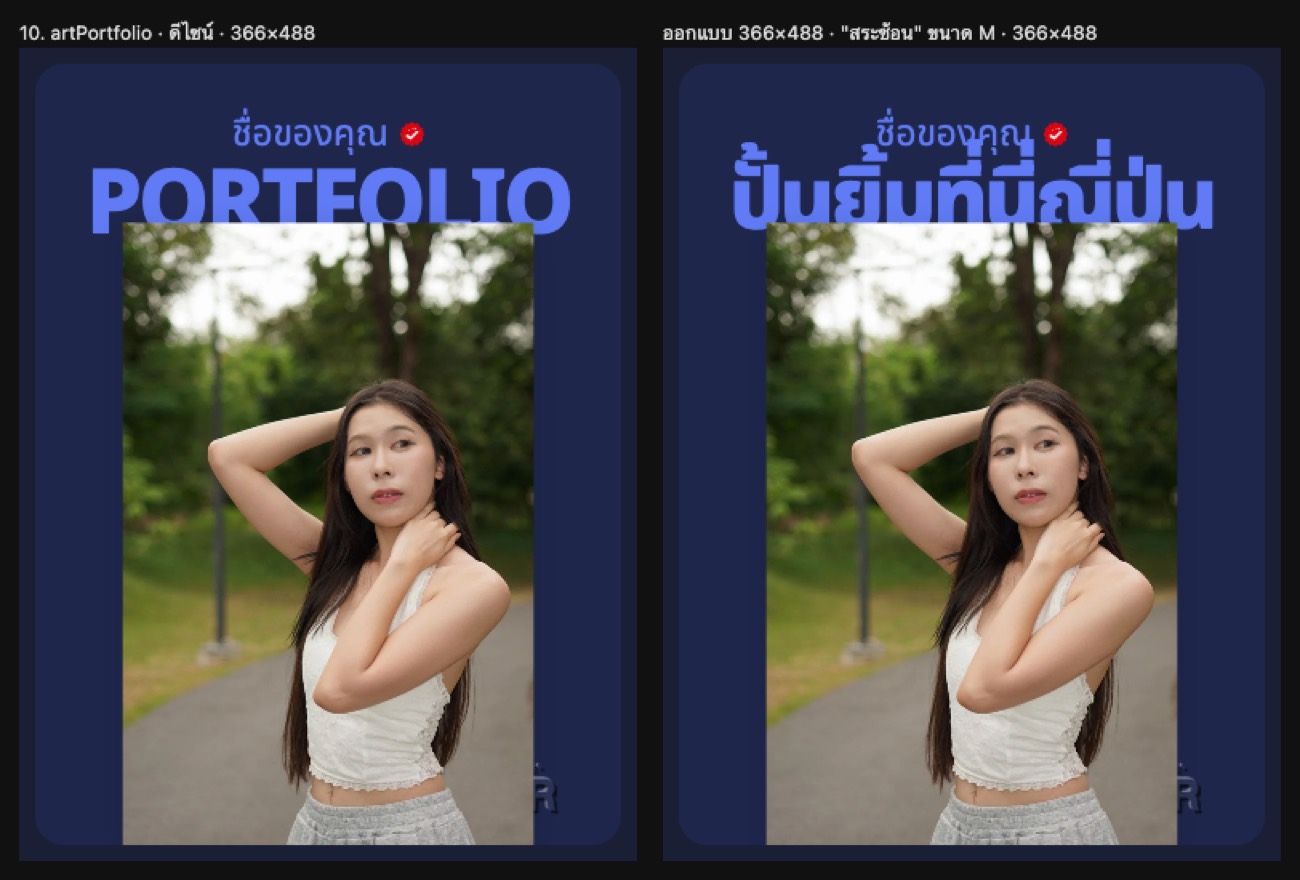 10. artPortfolio · ดีไซน์ · 366×488
ชื่อของคุณ
PORTFOLIO
R
ออกแบบ 366×488 · "สระซ้อน" ขนาด M · 366×488
ชื่อของคุณ
ปั้นยิ้มที่นี่ญี่ปุ่น
R